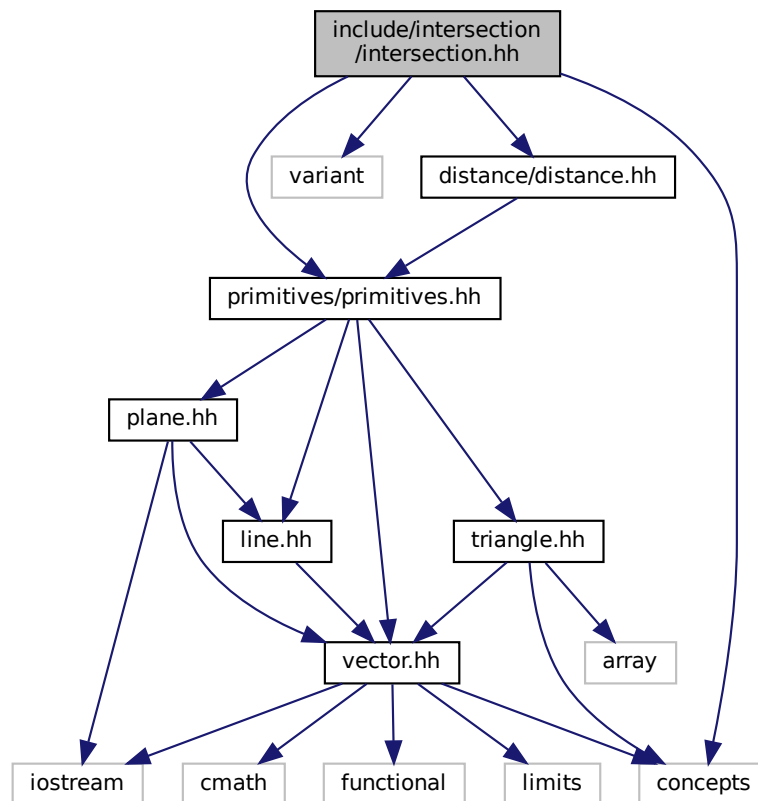 include/intersection
/intersection.hh
variant
distance/distance.hh
primitives/primitives.hh
plane.hh
line.hh
triangle.hh
vector.hh
array
iostream
cmath
functional
limits
concepts